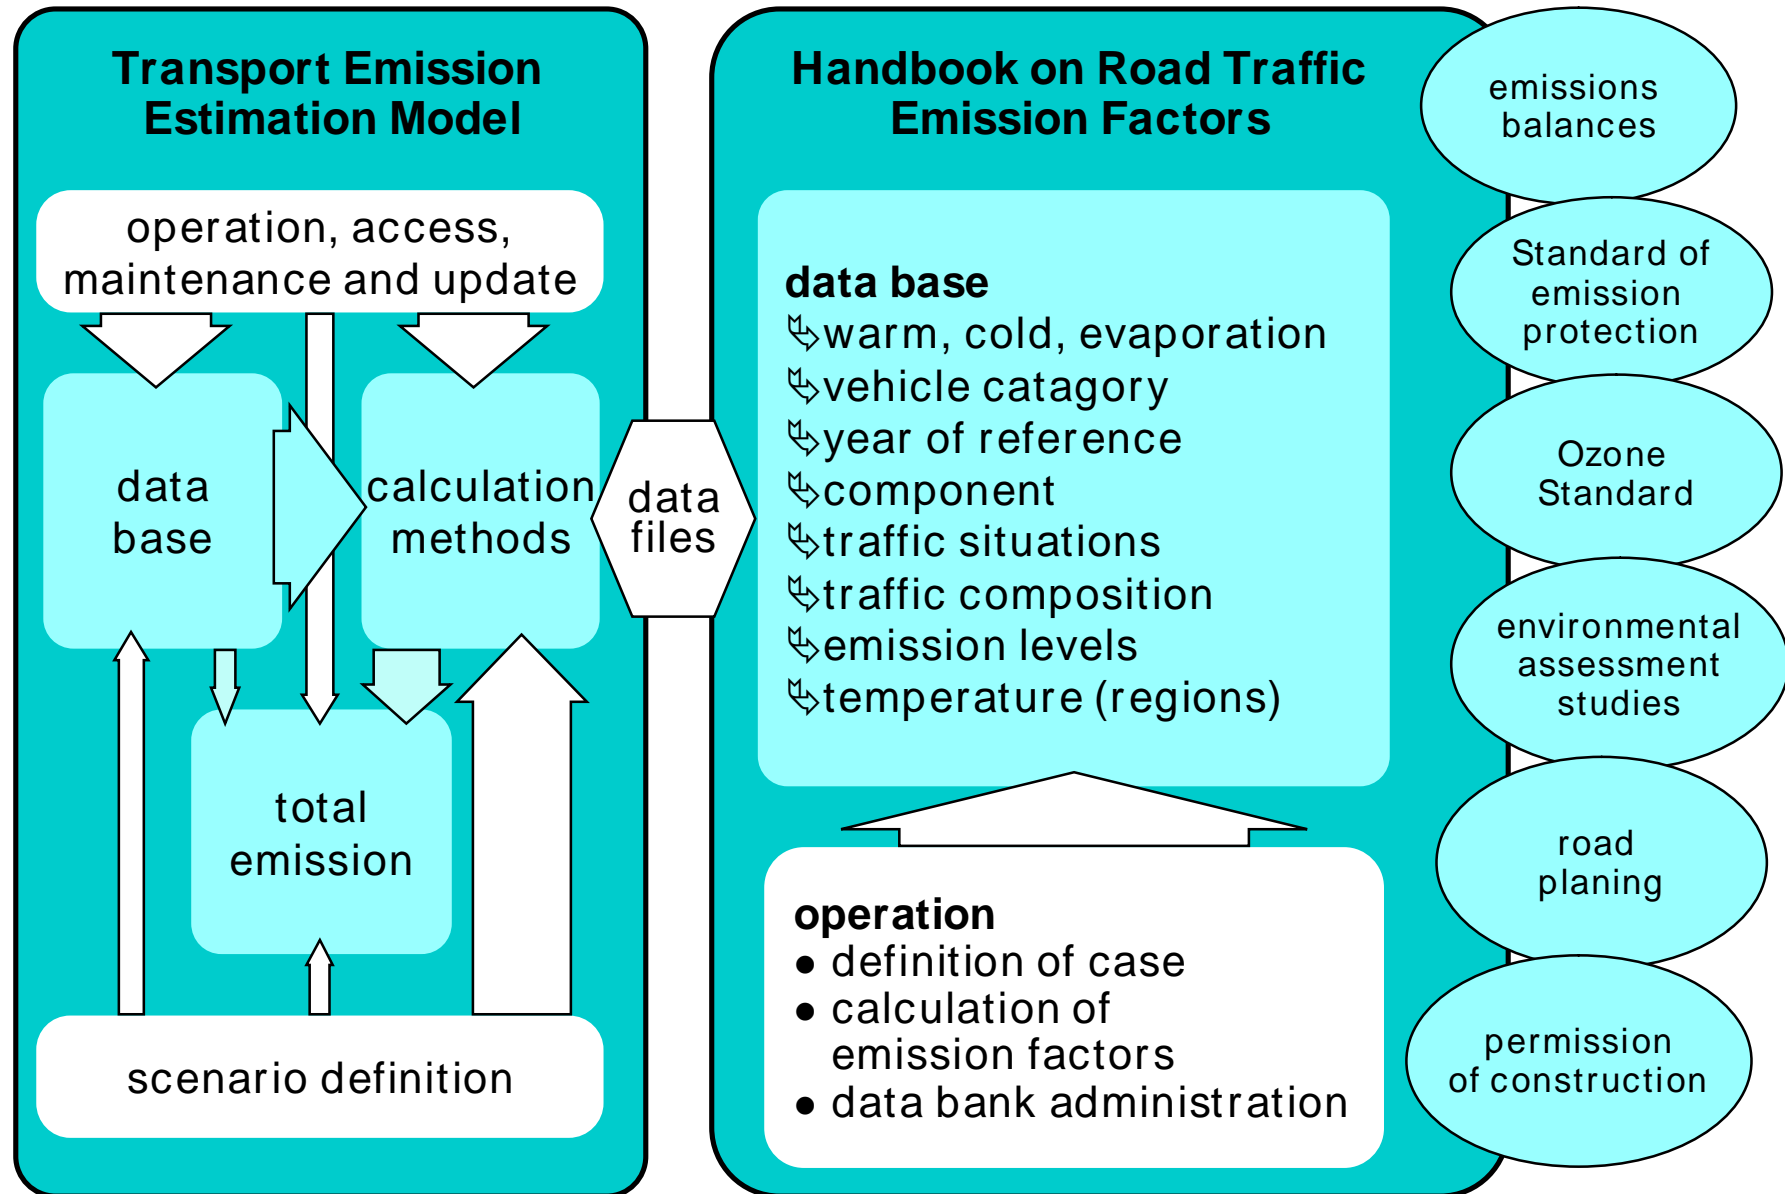 Transport Emission
Estimation Model
operation, access,
maintenance and update
data
base
calculation
methods
total
emission
scenario definition
data
files
Handbook on Road Traffic
Emission Factors
data base
warm, cold, evaporation
vehicle catagory
year of reference
component
traffic situations
traffic composition
emission levels
temperature (regions)
operation
● definition of case
● calculation of
emission factors
● data bank administration
emissions
balances
Standard of
emission
protection
Ozone
Standard
environmental
assessment
studies
road
planing
permission
of construction